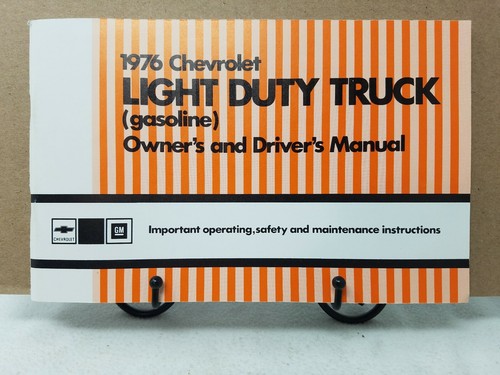 1976 Chevrolet
LIGHT DUTY TRUCK
(gasoline)
Owner's and Driver's Manual
CHEVROLET
GM
Important operating, safety and maintenance instructions